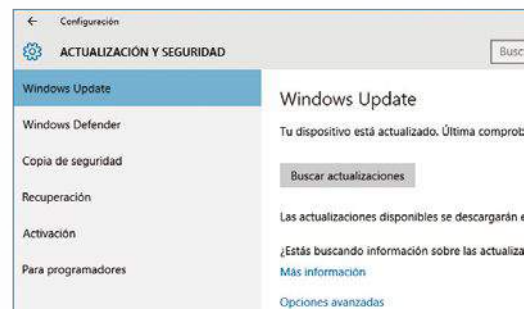 Configuración
ACTUALIZACIÓN Y SEGURIDAD
Busc
Windows Update
Windows Defender
Copia de seguridad
Recuperación
Activación
Para programadores
Windows Update
Tu dispositivo está actualizado. Última comprob
Buscar actualizaciones
Las actualizaciones disponibles se descargarán e
¿Estás buscando información sobre las actualiza
Más información
Opciones avanzadas